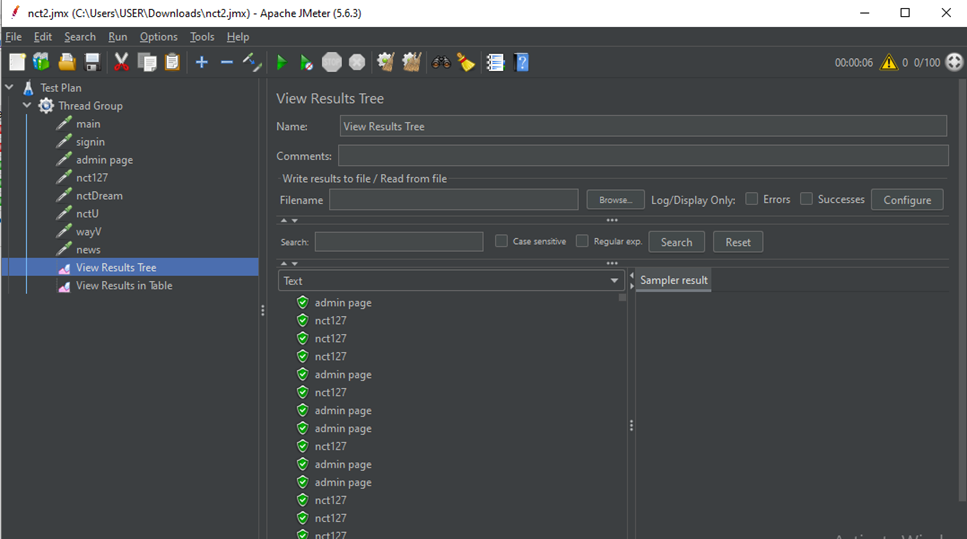 nct2.jmx (C:\Users\USER\Downloads\nct2.jmx) - Apache JMeter (5.6.3)
File Edit Search Run Options Tools Help
00:00:06 0 0/100
Test Plan
Thread Group
main
signin
admin page
nct127
nctDream
nctU
wayV
news
View Results Tree
View Results in Table
View Results Tree
Name: View Results Tree
Comments:
Write results to file / Read from file
Filename Browse... Log/Display Only: Errors Successes Configure
Search: Case sensitive Regular exp. Search Reset
Text
Sampler result
admin page
nct127
nct127
nct127
admin page
nct127
admin page
admin page
nct127
admin page
admin page
nct127
nct127
nct127